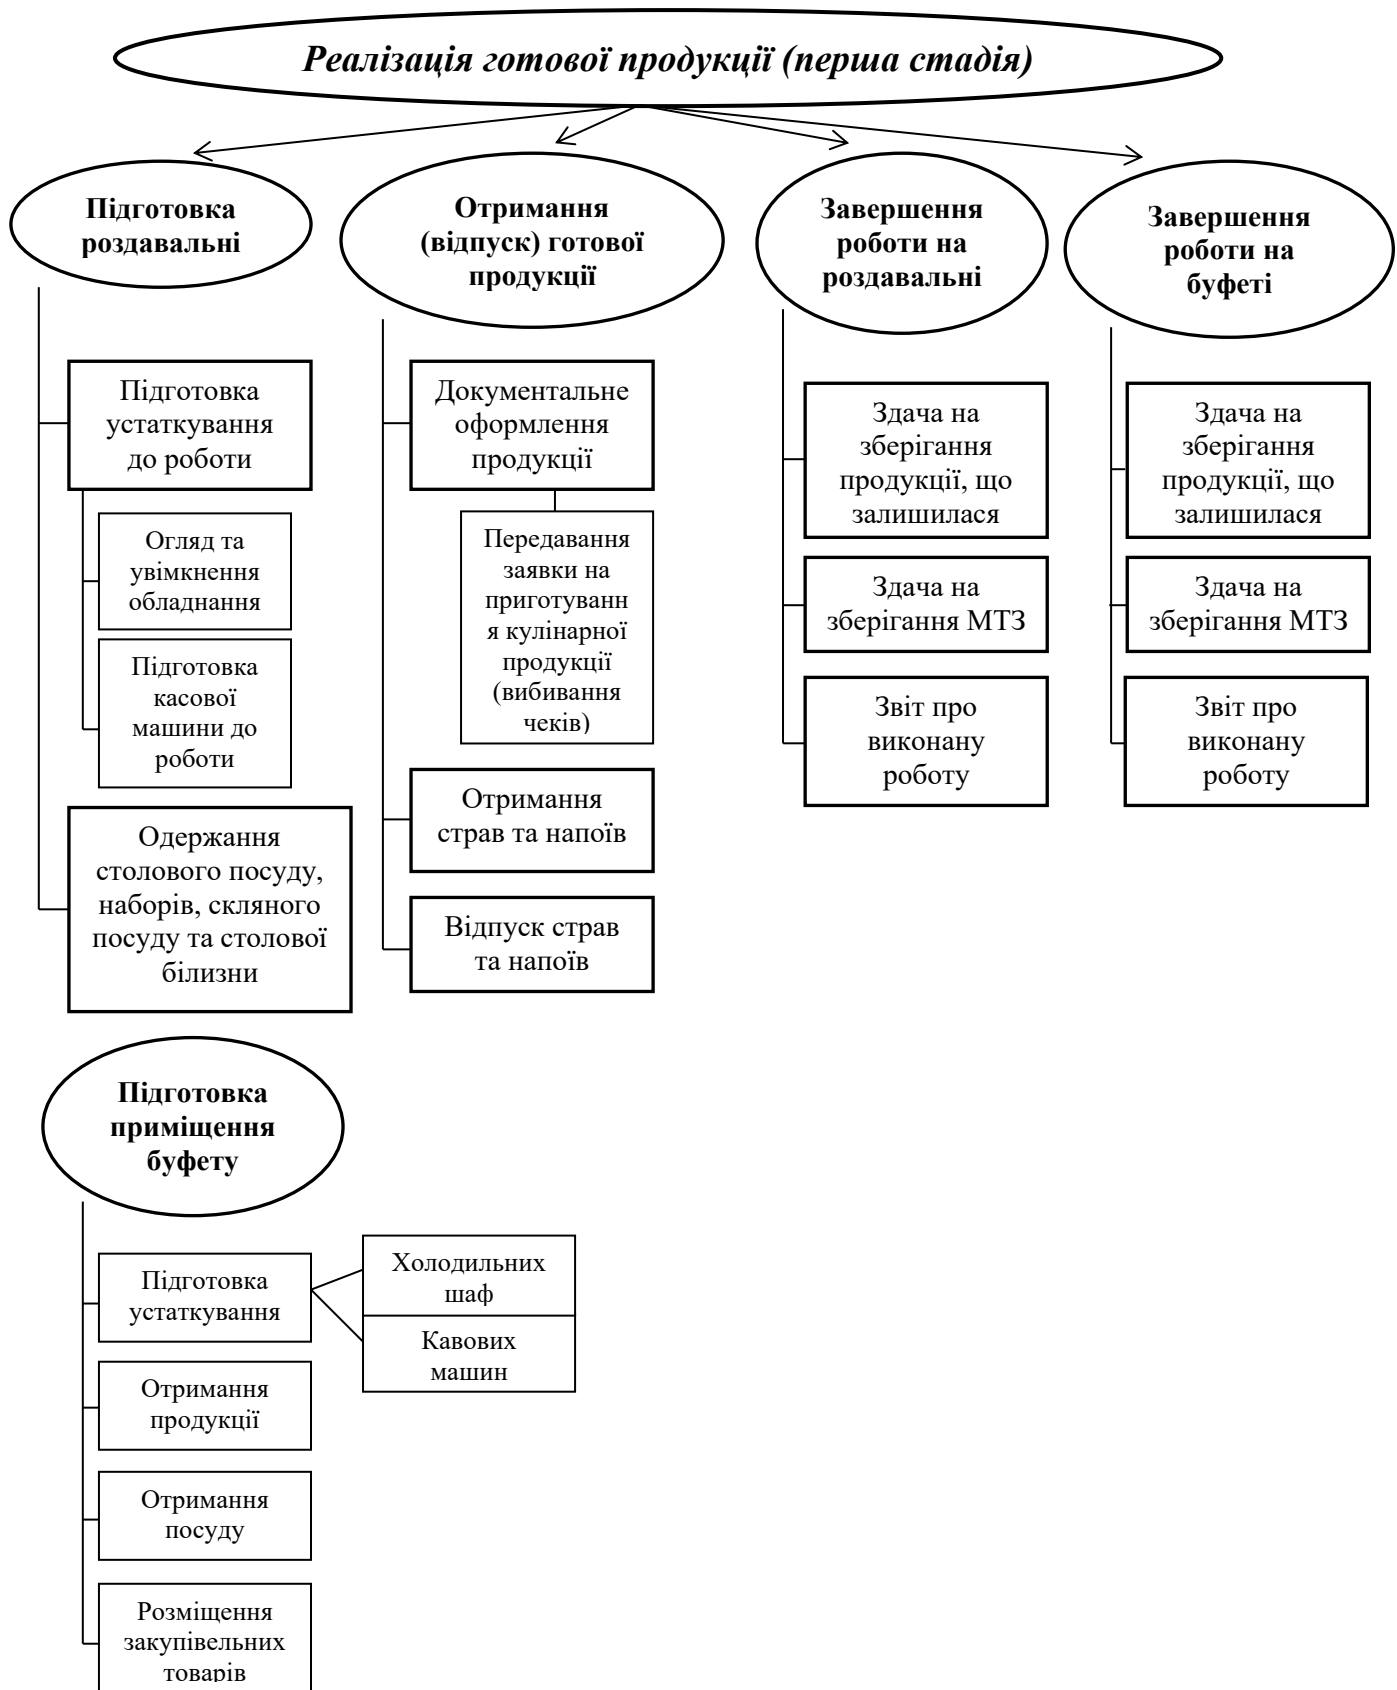 Реалізація готової продукції (перша стадія)
Підготовка
роздавальні
Отримання
(відпуск) готової
продукції
Завершення
роботи на
роздавальні
Завершення
роботи на
буфеті
Підготовка
устаткування
до роботи
Огляд та
увімкнення
обладнання
Підготовка
касової
машини до
роботи
Одержання
столового посуду,
наборів, скляного
посуду та столової
білизни
Документальне
оформлення
продукції
Передавання
заявки на
приготуванн
я кулінарної
продукції
(вибивання
чеків)
Отримання
страв та напоїв
Відпуск страв
та напоїв
Здача на
зберігання
продукції, що
залишилася
Здача на
зберігання МТЗ
Звіт про
виконану
роботу
Здача на
зберігання
продукції, що
залишилася
Здача на
зберігання МТЗ
Звіт про
виконану
роботу
Підготовка
приміщення
буфету
Підготовка
устаткування
Холодильних
шаф
Кавових
машин
Отримання
продукції
Отримання
посуду
Розміщення
закупівельних
товарів